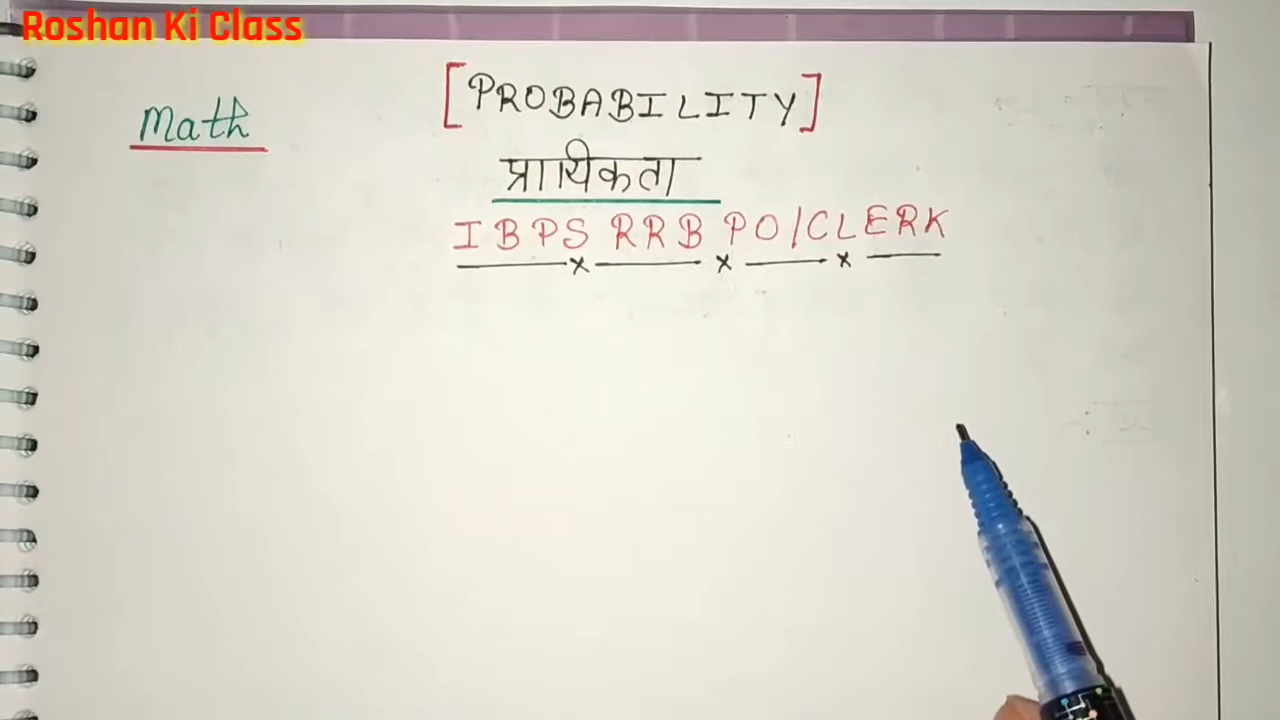 Roshan Ki Class
Math
[PROBABILITY]
प्रायिकता
IBPS RRB PO/CLERK